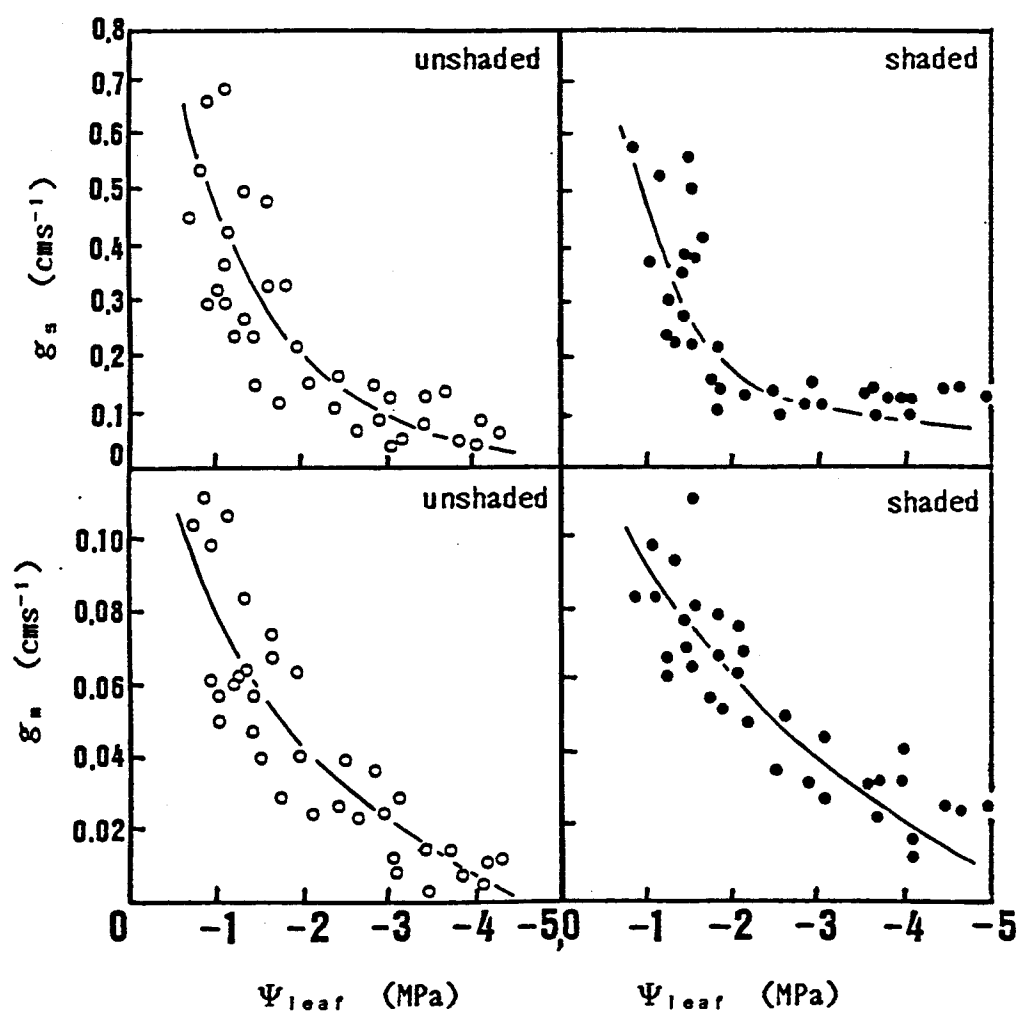 0.8
unshaded
shaded
0.7
0.6
0.5
0.4
0.3
0.2
0.1
0
gs (cms⁻¹)
unshaded
shaded
0.10
0.08
0.06
0.04
0.02
gm (cms⁻¹)
0 -1 -2 -3 -4 -5,0 -1 -2 -3 -4 -5
Ψleaf (MPa)
Ψleaf (MPa)